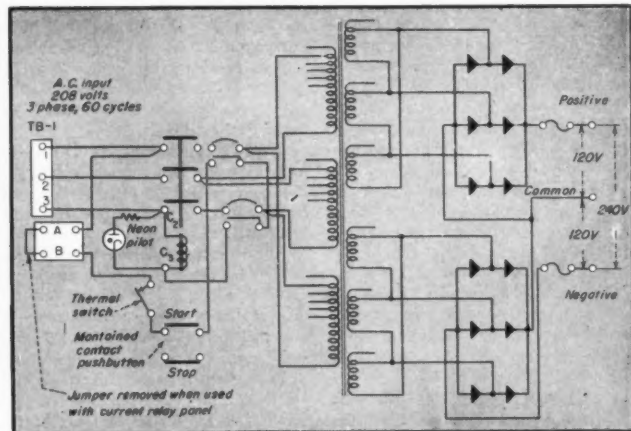 A.C. input
208 volts
3 phase, 60 cycles
TB-1
1
2
3
A
B
Neon
pilot
C2
C3
Thermal
switch
Start
Maintained
contact
pushbutton
Stop
Jumper removed when used
with current relay panel
Positive
120V
Common
240V
120V
Negative